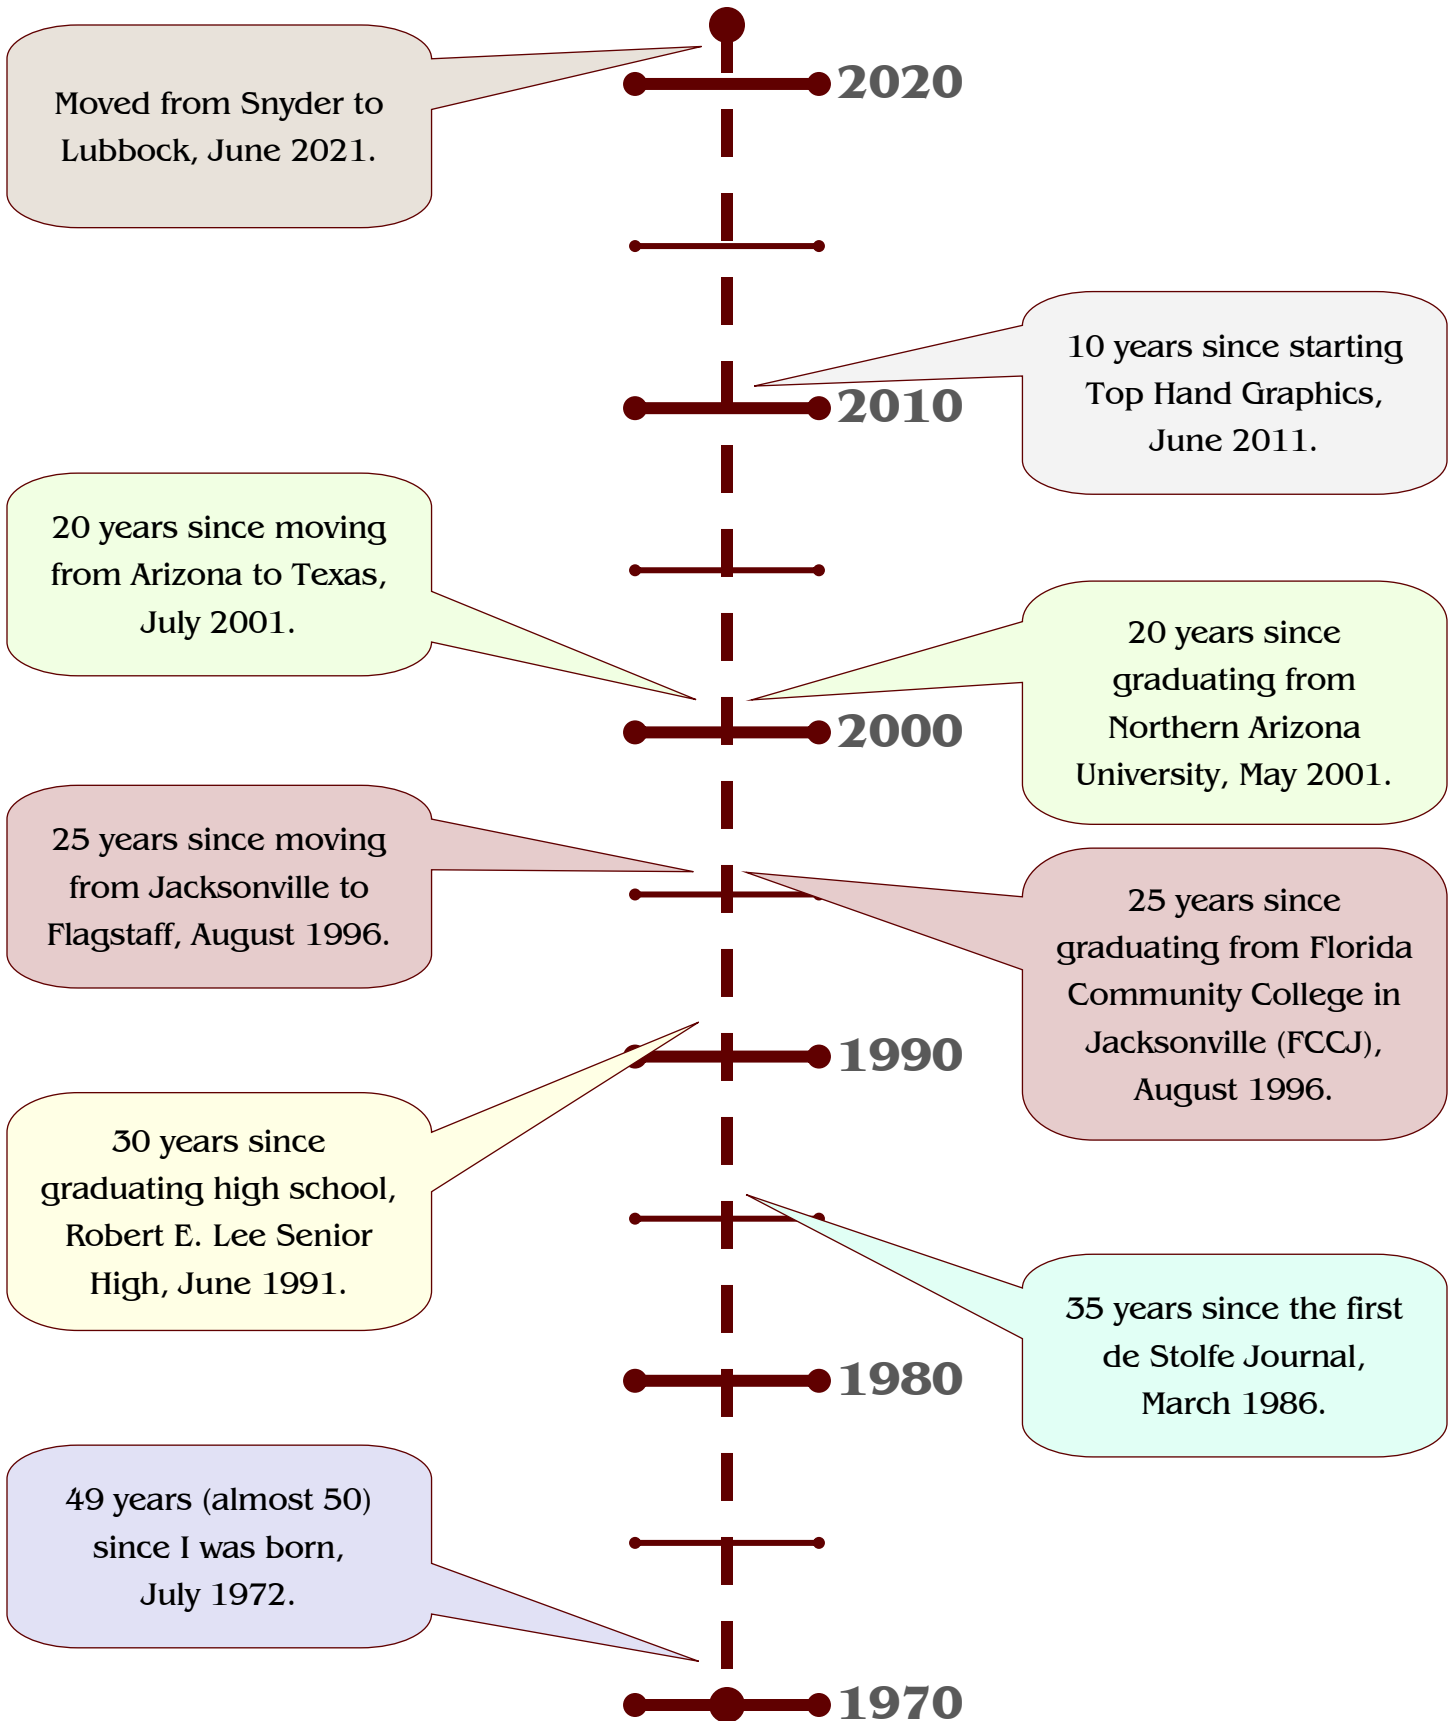 2020
Moved from Snyder to
Lubbock, June 2021.
10 years since starting
Top Hand Graphics,
June 2011.
2010
20 years since moving
from Arizona to Texas,
July 2001.
20 years since
graduating from
Northern Arizona
University, May 2001.
2000
25 years since moving
from Jacksonville to
Flagstaff, August 1996.
25 years since
graduating from Florida
Community College in
Jacksonville (FCCJ),
August 1996.
1990
30 years since
graduating high school,
Robert E. Lee Senior
High, June 1991.
35 years since the first
de Stolfe Journal,
March 1986.
1980
49 years (almost 50)
since I was born,
July 1972.
1970